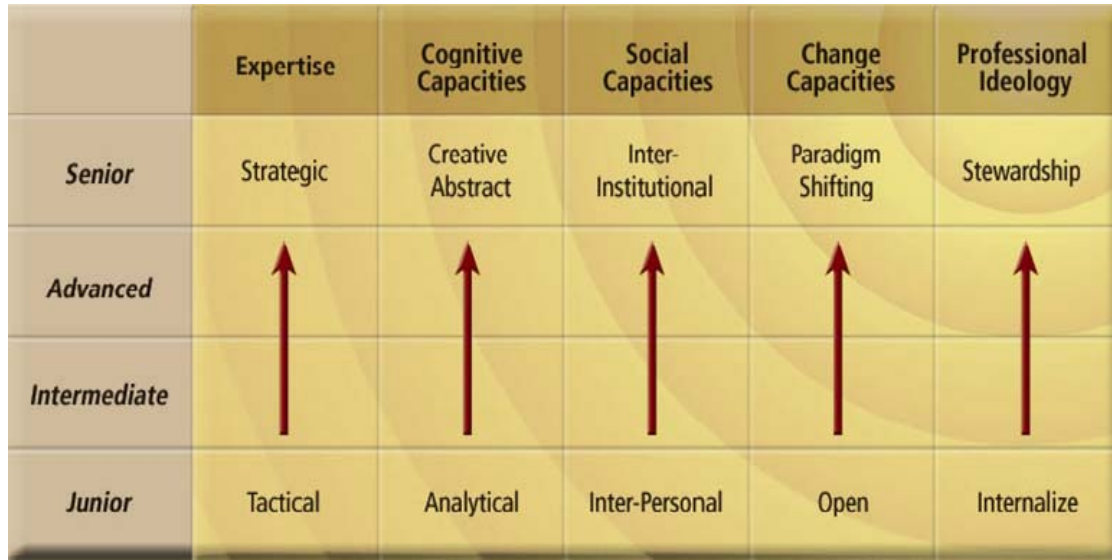 Expertise
Cognitive
Capacities
Social
Capacities
Change
Capacities
Professional
Ideology
Senior
Strategic
Creative
Abstract
Inter-
Institutional
Paradigm
Shifting
Stewardship
Advanced
Intermediate
Junior
Tactical
Analytical
Inter-Personal
Open
Internalize